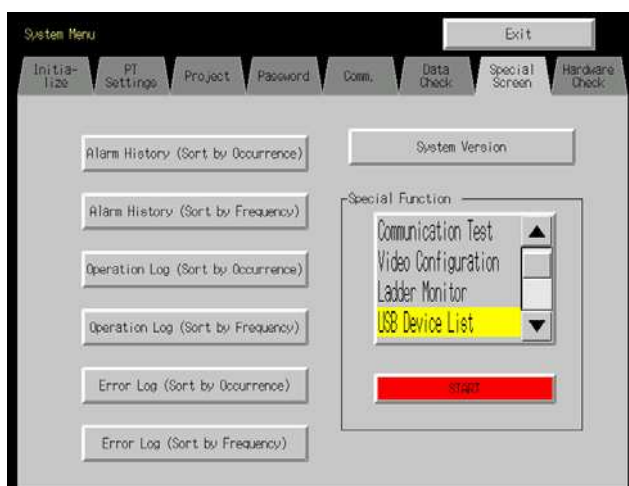 System Menu
Exit
Initia-
lize
PT
Settings
Project
Password
Comm.
Data
Check
Special
Screen
Hardware
Check
Alarm History (Sort by Occurrence)
Alarm History (Sort by Frequency)
Operation Log (Sort by Occurrence)
Operation Log (Sort by Frequency)
Error Log (Sort by Occurrence)
Error Log (Sort by Frequency)
System Version
Special Function
Communication Test
Video Configuration
Ladder Monitor
USB Device List
START